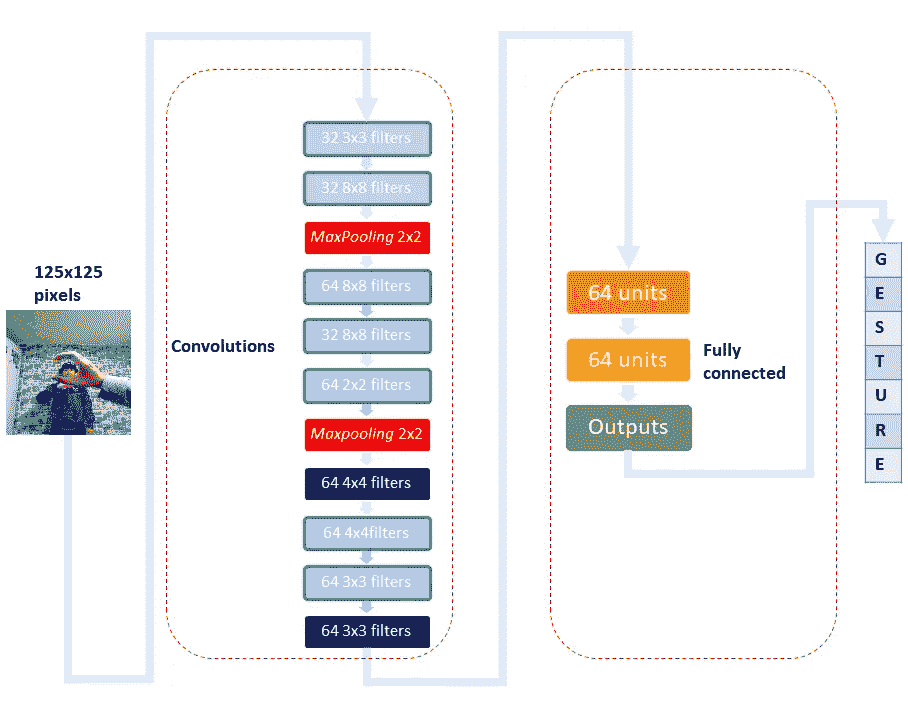 125x125
pixels
Convolutions
32 3x3 filters
32 8x8 filters
MaxPooling 2x2
64 8x8 filters
32 8x8 filters
64 2x2 filters
Maxpooling 2x2
64 4x4 filters
64 4x4filters
64 3x3 filters
64 3x3 filters
64 units
64 units
Fully
connected
Outputs
G
E
S
T
U
R
E